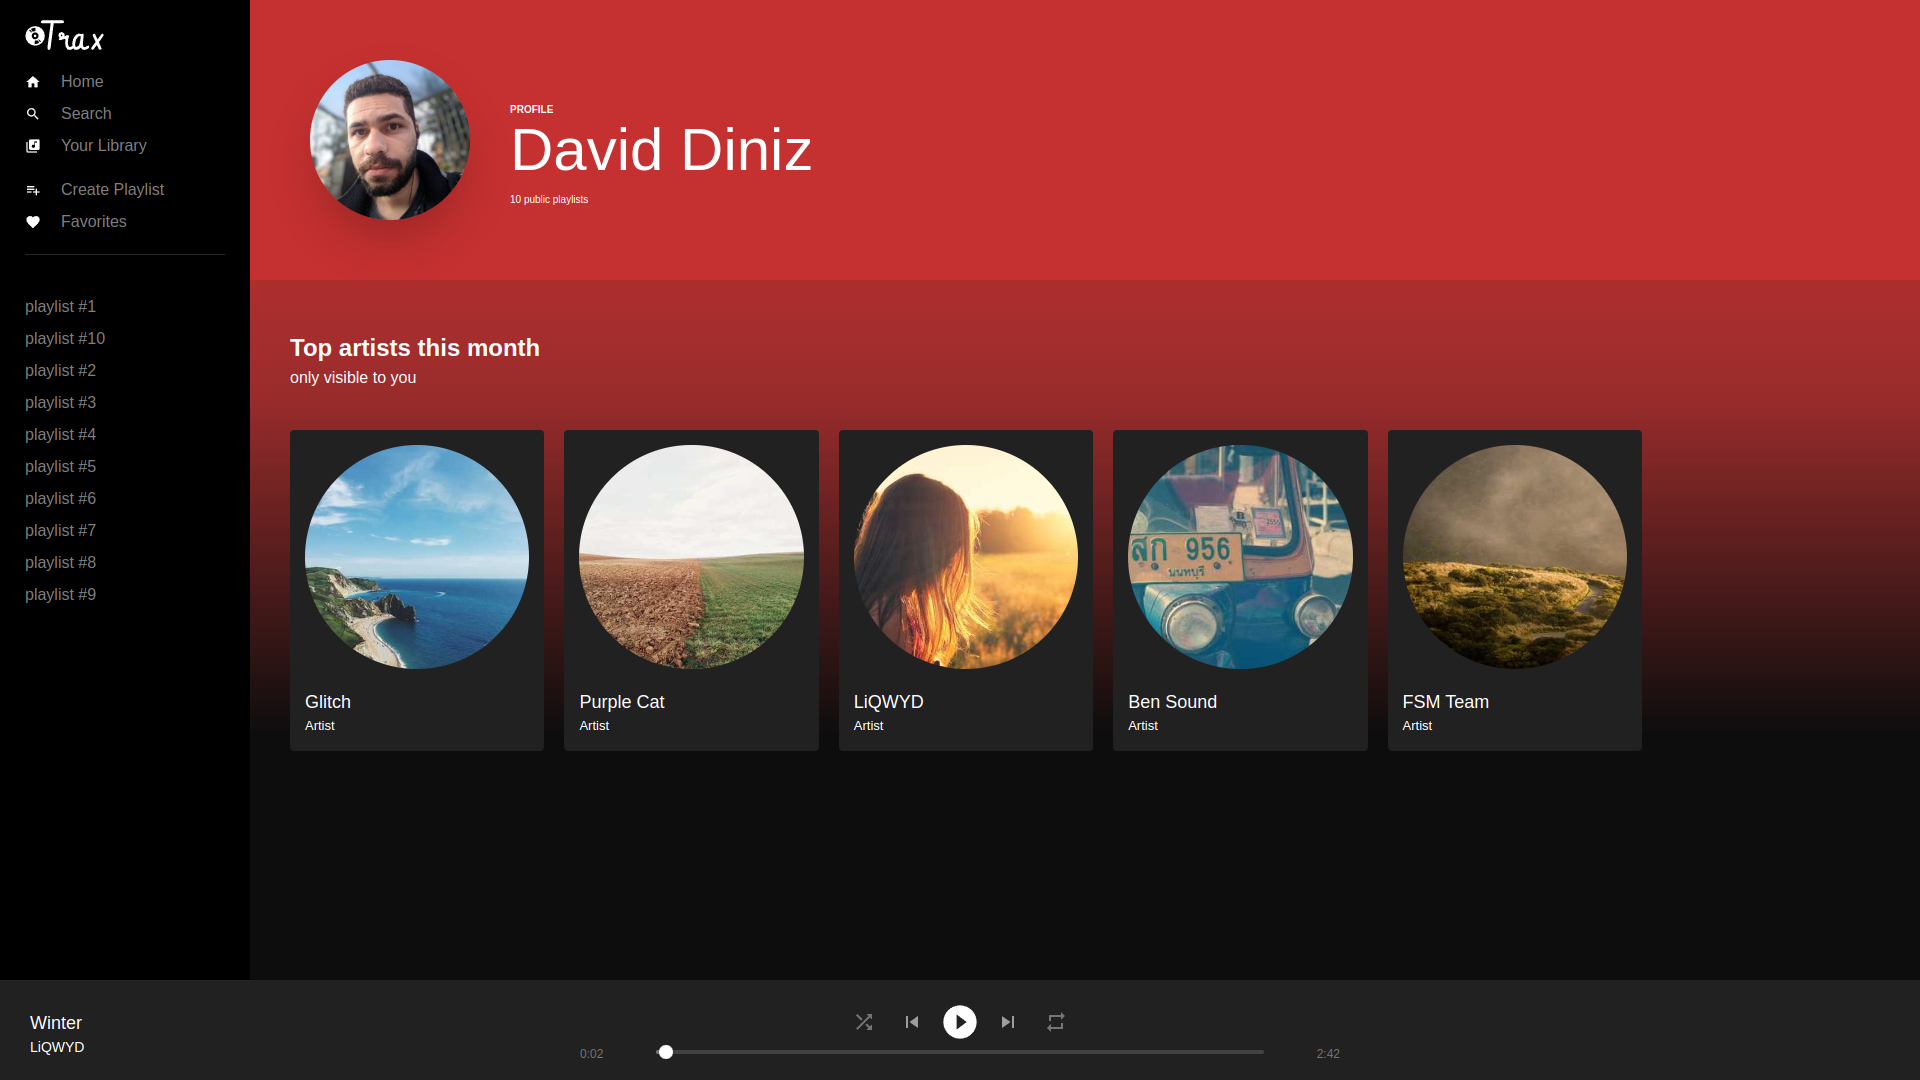 Trax
Home
Search
Your Library
Create Playlist
Favorites
playlist #1
playlist #10
playlist #2
playlist #3
playlist #4
playlist #5
playlist #6
playlist #7
playlist #8
playlist #9
PROFILE
David Diniz
10 public playlists
Top artists this month
only visible to you
สก 956
นนทบุรี
Glitch
Artist
Purple Cat
Artist
LiQWYD
Artist
Ben Sound
Artist
FSM Team
Artist
Winter
LiQWYD
0:02
2:42